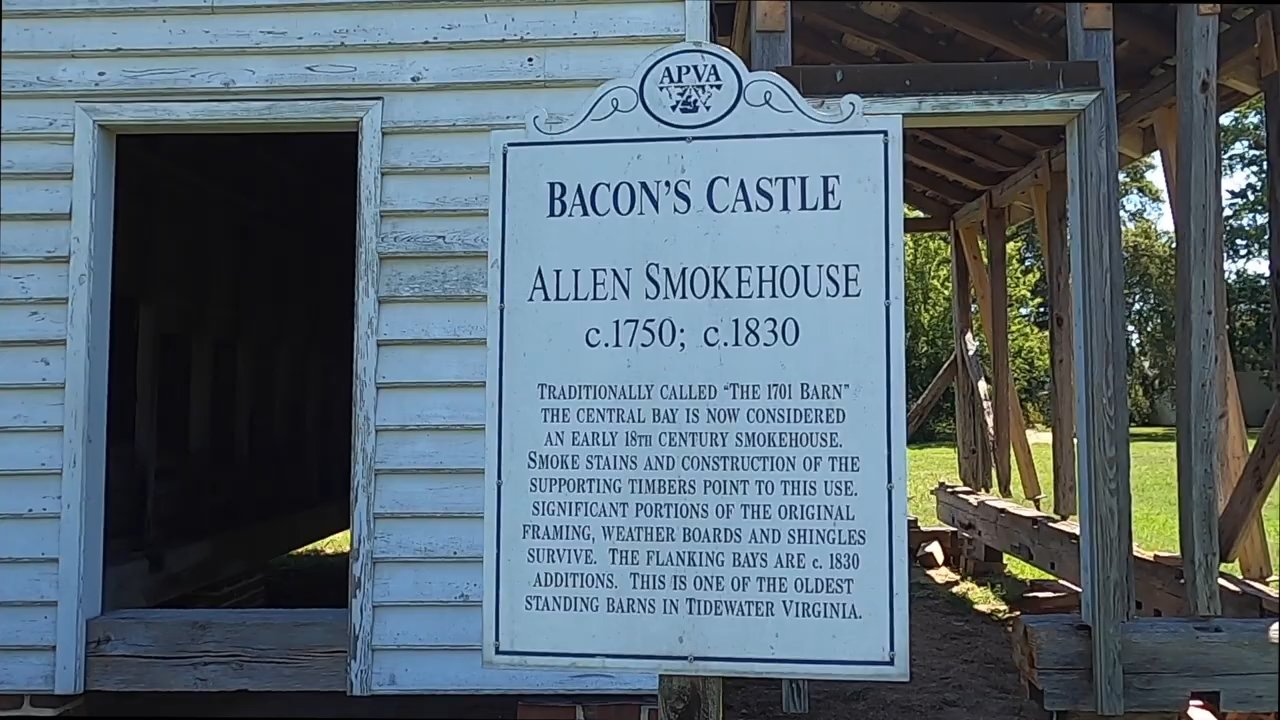 APVA
BACON'S CASTLE
ALLEN SMOKEHOUSE
c.1750; c.1830
TRADITIONALLY CALLED "THE 1701 BARN"
THE CENTRAL BAY IS NOW CONSIDERED
AN EARLY 18TH CENTURY SMOKEHOUSE.
SMOKE STAINS AND CONSTRUCTION OF THE
SUPPORTING TIMBERS POINT TO THIS USE.
SIGNIFICANT PORTIONS OF THE ORIGINAL
FRAMING, WEATHER BOARDS AND SHINGLES
SURVIVE. THE FLANKING BAYS ARE c. 1830
ADDITIONS. THIS IS ONE OF THE OLDEST
STANDING BARNS IN TIDEWATER VIRGINIA.